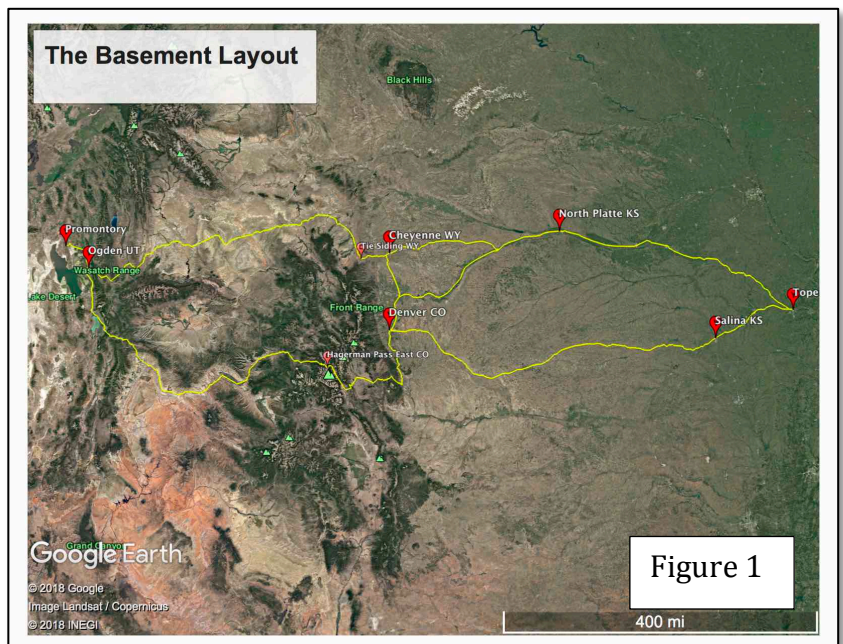 The Basement Layout
Black Hills
North Platte KS
Promontory
Cheyenne WY
Tie Siding WY
Ogden UT
Wasatch Range
Lake Desert
Tope
Front Range
Denver CO
Salina KS
Hagerman Pass East CO
Grand Canyon
Google Earth
© 2018 Google
Image Landsat / Copernicus
© 2018 INEGI
Figure 1
400 mi